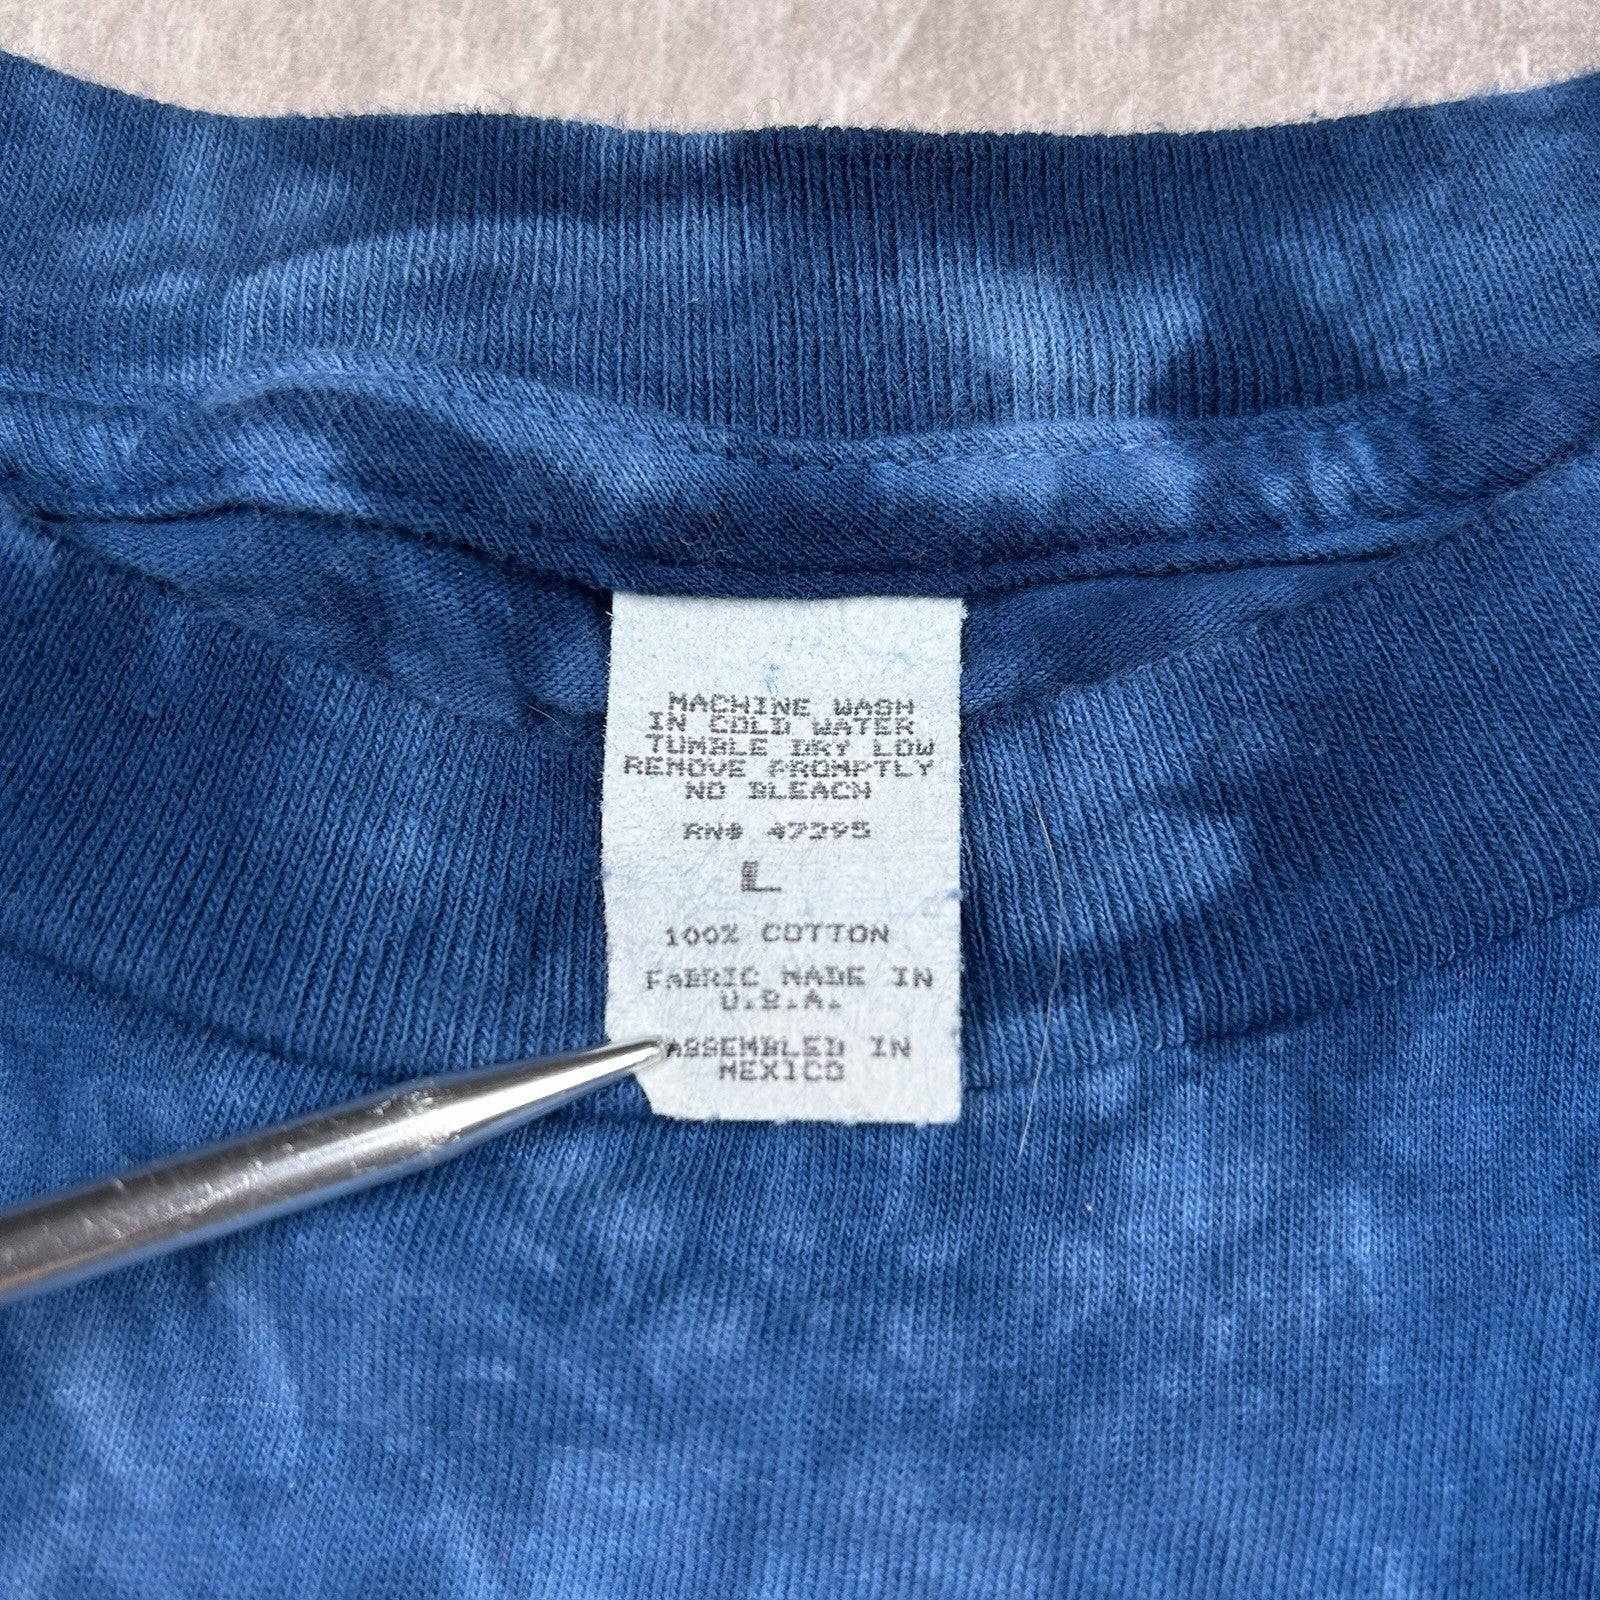 MACHINE WASH
IN COLD WATER
TUMBLE DRY LOW
REMOVE PROMPTLY
NO BLEACH
RN# 47395
L
100% COTTON
FABRIC MADE IN
U.S.A.
ASSEMBLED IN
MEXICO